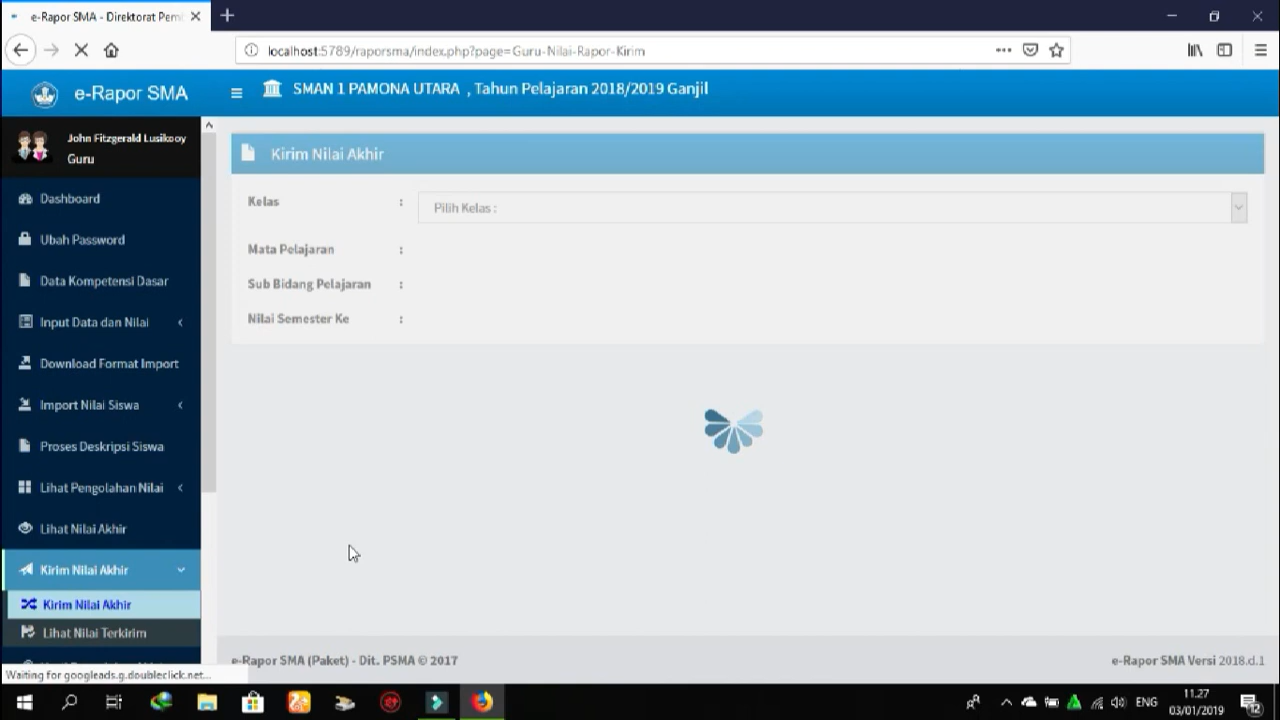 e-Rapor SMA - Direktorat Pem
localhost:5789/raporsma/index.php?page=Guru-Nilai-Rapor-Kirim
e-Rapor SMA
SMAN 1 PAMONA UTARA , Tahun Pelajaran 2018/2019 Ganjil
John Fitzgerald Lusikooy
Guru
Dashboard
Ubah Password
Data Kompetensi Dasar
Input Data dan Nilai
Download Format Import
Import Nilai Siswa
Proses Deskripsi Siswa
Lihat Pengolahan Nilai
Lihat Nilai Akhir
Kirim Nilai Akhir
Kirim Nilai Akhir
Lihat Nilai Terkirim
Kirim Nilai Akhir
Kelas :
Pilih Kelas :
Mata Pelajaran :
Sub Bidang Pelajaran :
Nilai Semester Ke :
e-Rapor SMA (Paket) - Dit. PSMA © 2017
e-Rapor SMA Versi 2018.d.1
Waiting for googleads.g.doubleclick.net...
ENG
11.27
03/01/2019
12